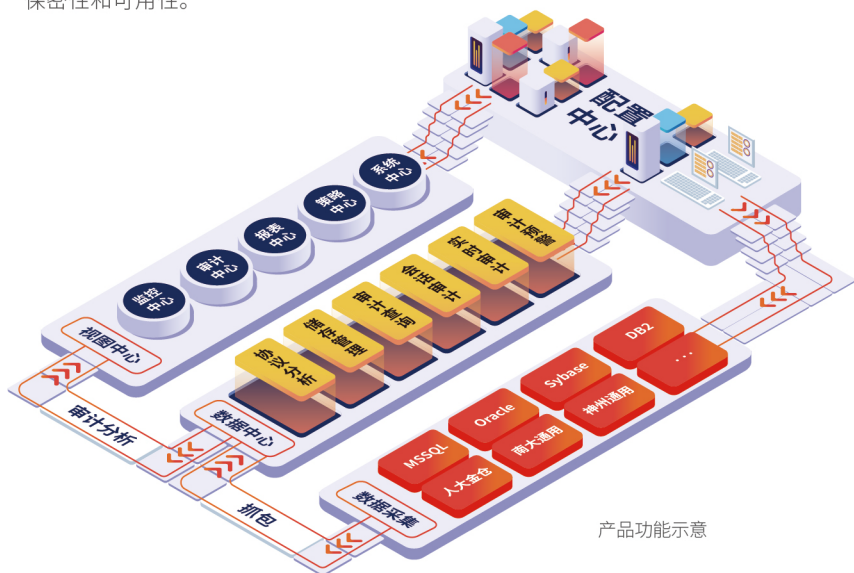 保密性和可用性。
配置
中心
系统
中心
策略
中心
报表
中心
审计
中心
监控
中心
视图中心
审计预警
实时审计
会话审计
审计查询
储存管理
协议分析
数据中心
审计分析
DB2
...
Sybase
神州通用
Oracle
南大通用
MSSQL
人大金仓
数据采集
抓包
产品功能示意